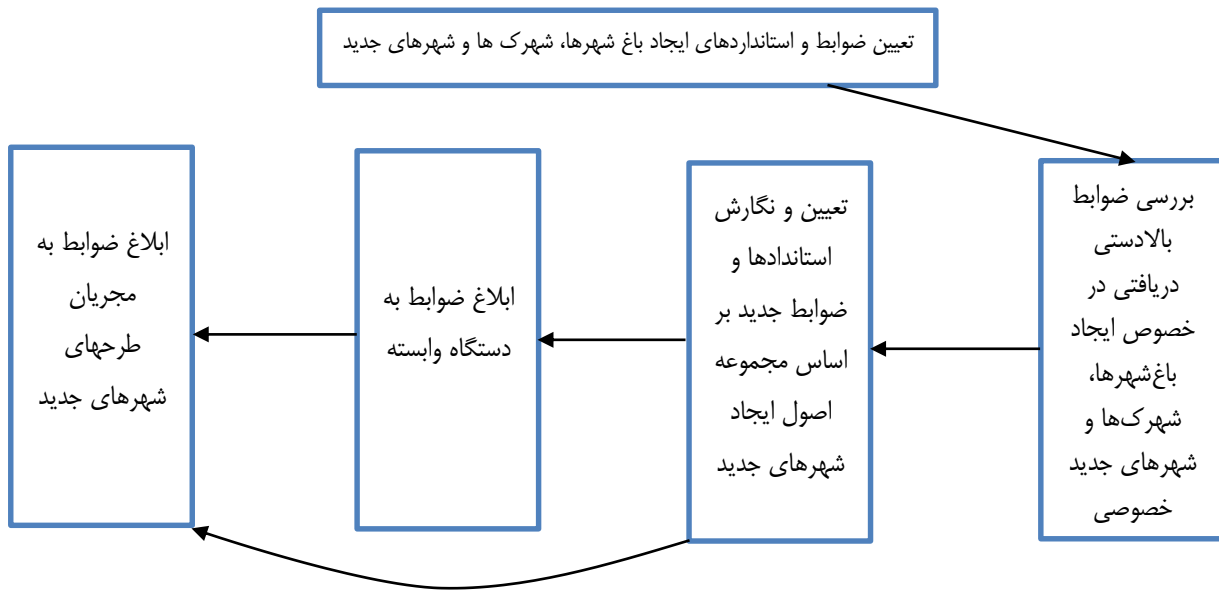 تعیین ضوابط و استانداردهای ایجاد باغ شهرها، شهرک ها و شهرهای جدید
بررسی ضوابط
بالادستی
دریافتی در
خصوص ایجاد
باغ‌شهرها،
شهرک‌ها و
شهرهای جدید
خصوصی
تعیین و نگارش
استاندادها و
ضوابط جدید بر
اساس مجموعه
اصول ایجاد
شهرهای جدید
ابلاغ ضوابط به
دستگاه وابسته
ابلاغ ضوابط به
مجریان
طرحهای
شهرهای جدید